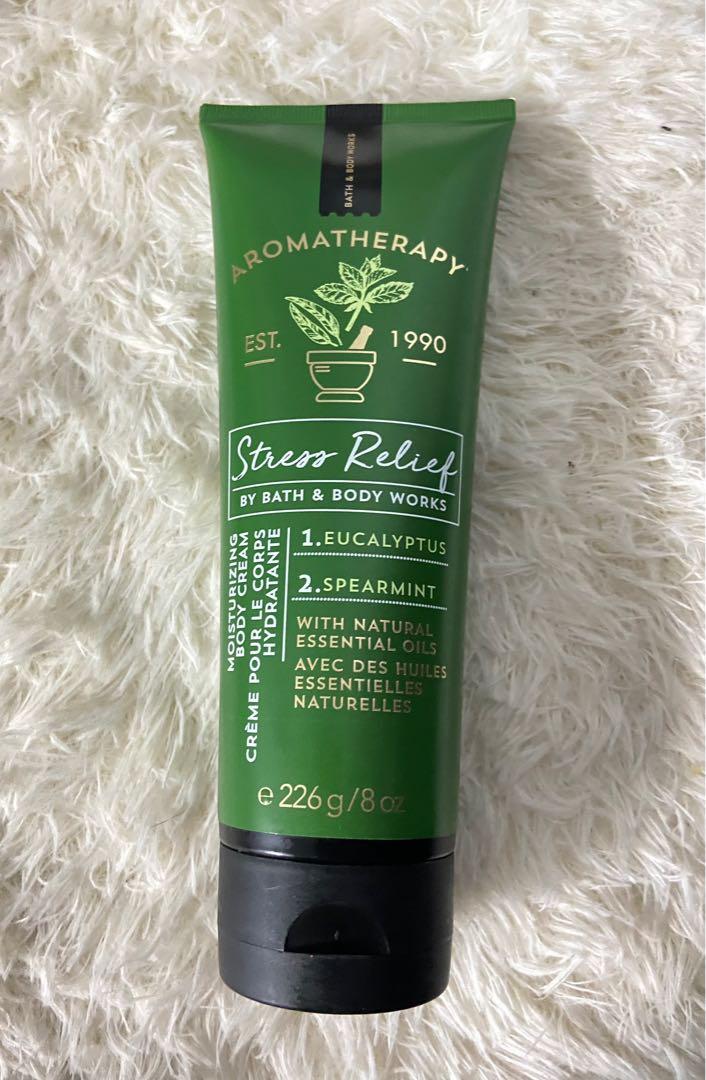 BATH & BODY WORKS
AROMATHERAPY
EST. 1990
Stress Relief
BY BATH & BODY WORKS
MOISTURIZING
BODY CREAM
CRÈME POUR LE CORPS
HYDRATANTE
1. EUCALYPTUS
2. SPEARMINT
WITH NATURAL
ESSENTIAL OILS
AVEC DES HUILES
ESSENTIELLES
NATURELLES
℮ 226 g/8 oz